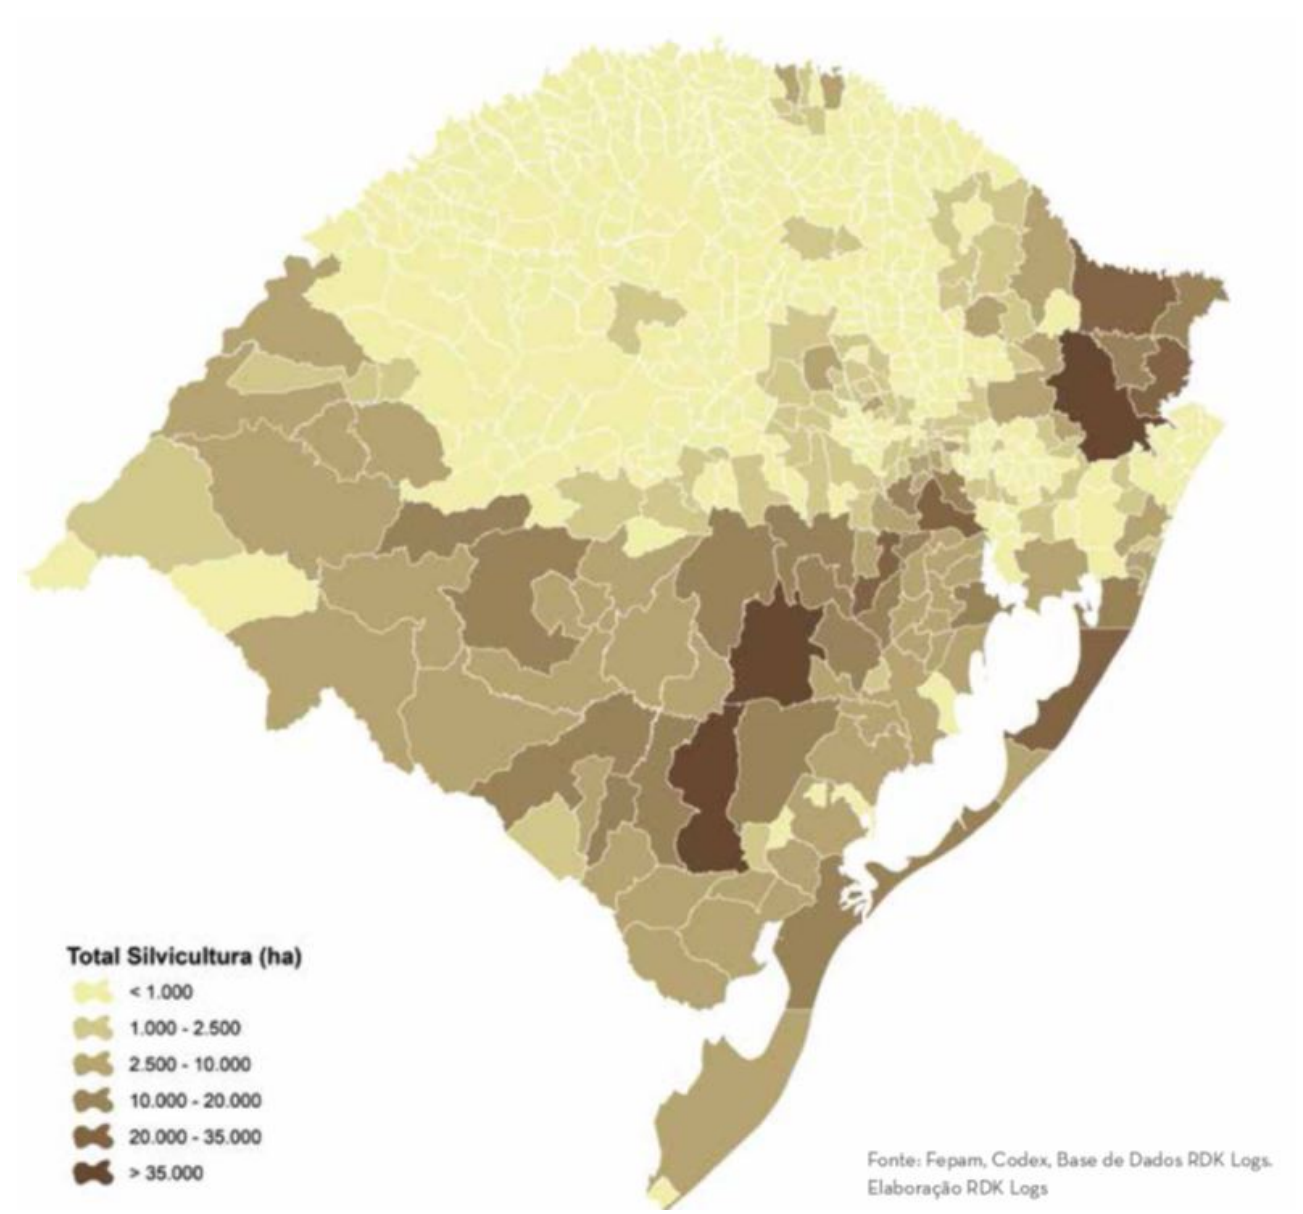 Total Silvicultura (ha)
< 1.000
1.000 - 2.500
2.500 - 10.000
10.000 - 20.000
20.000 - 35.000
> 35.000
Fonte: Fepam, Codex, Base de Dados RDK Logs.
Elaboração RDK Logs